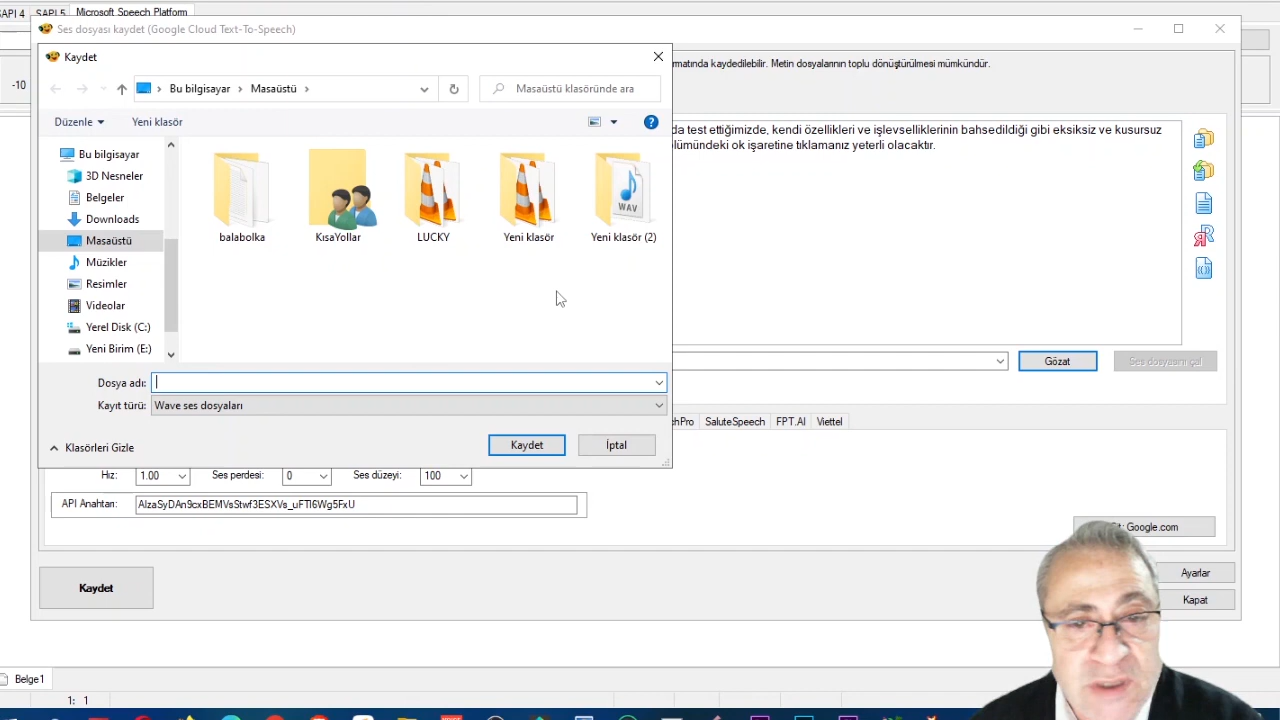 SAPI 4 SAPI 5 Microsoft Speech Platform
Ses dosyası kaydet (Google Cloud Text-To-Speech)
Kaydet
-10
matında kaydedilebilir. Metin dosyalarının toplu dönüştürülmesi mümkündür.
Bu bilgisayar
Masaüstü
Masaüstü klasöründe ara
Düzenle
Yeni klasör
da test ettiğimizde, kendi özellikleri ve işlevselliklerinin bahsedildiği gibi eksiksiz ve kusursuz
ölümündeki ok işaretine tıklamanız yeterli olacaktır.
Bu bilgisayar
3D Nesneler
Belgeler
Downloads
Masaüstü
Müzikler
Resimler
Videolar
Yerel Disk (C:)
Yeni Birim (E:)
WAV
balabolka
KısaYollar
LUCKY
Yeni klasör
Yeni klasör (2)
Gözat
Ses dosyasını çal
Dosya adı:
Kayıt türü: Wave ses dosyaları
chPro SaluteSpeech FPT.AI Viettel
Klasörleri Gizle
Kaydet
İptal
Hız: 1.00 Ses perdesi: 0 Ses düzeyi: 100
API Anahtarı:
Google.com
Kaydet
Ayarlar
Kapat
Belge1
1: 1